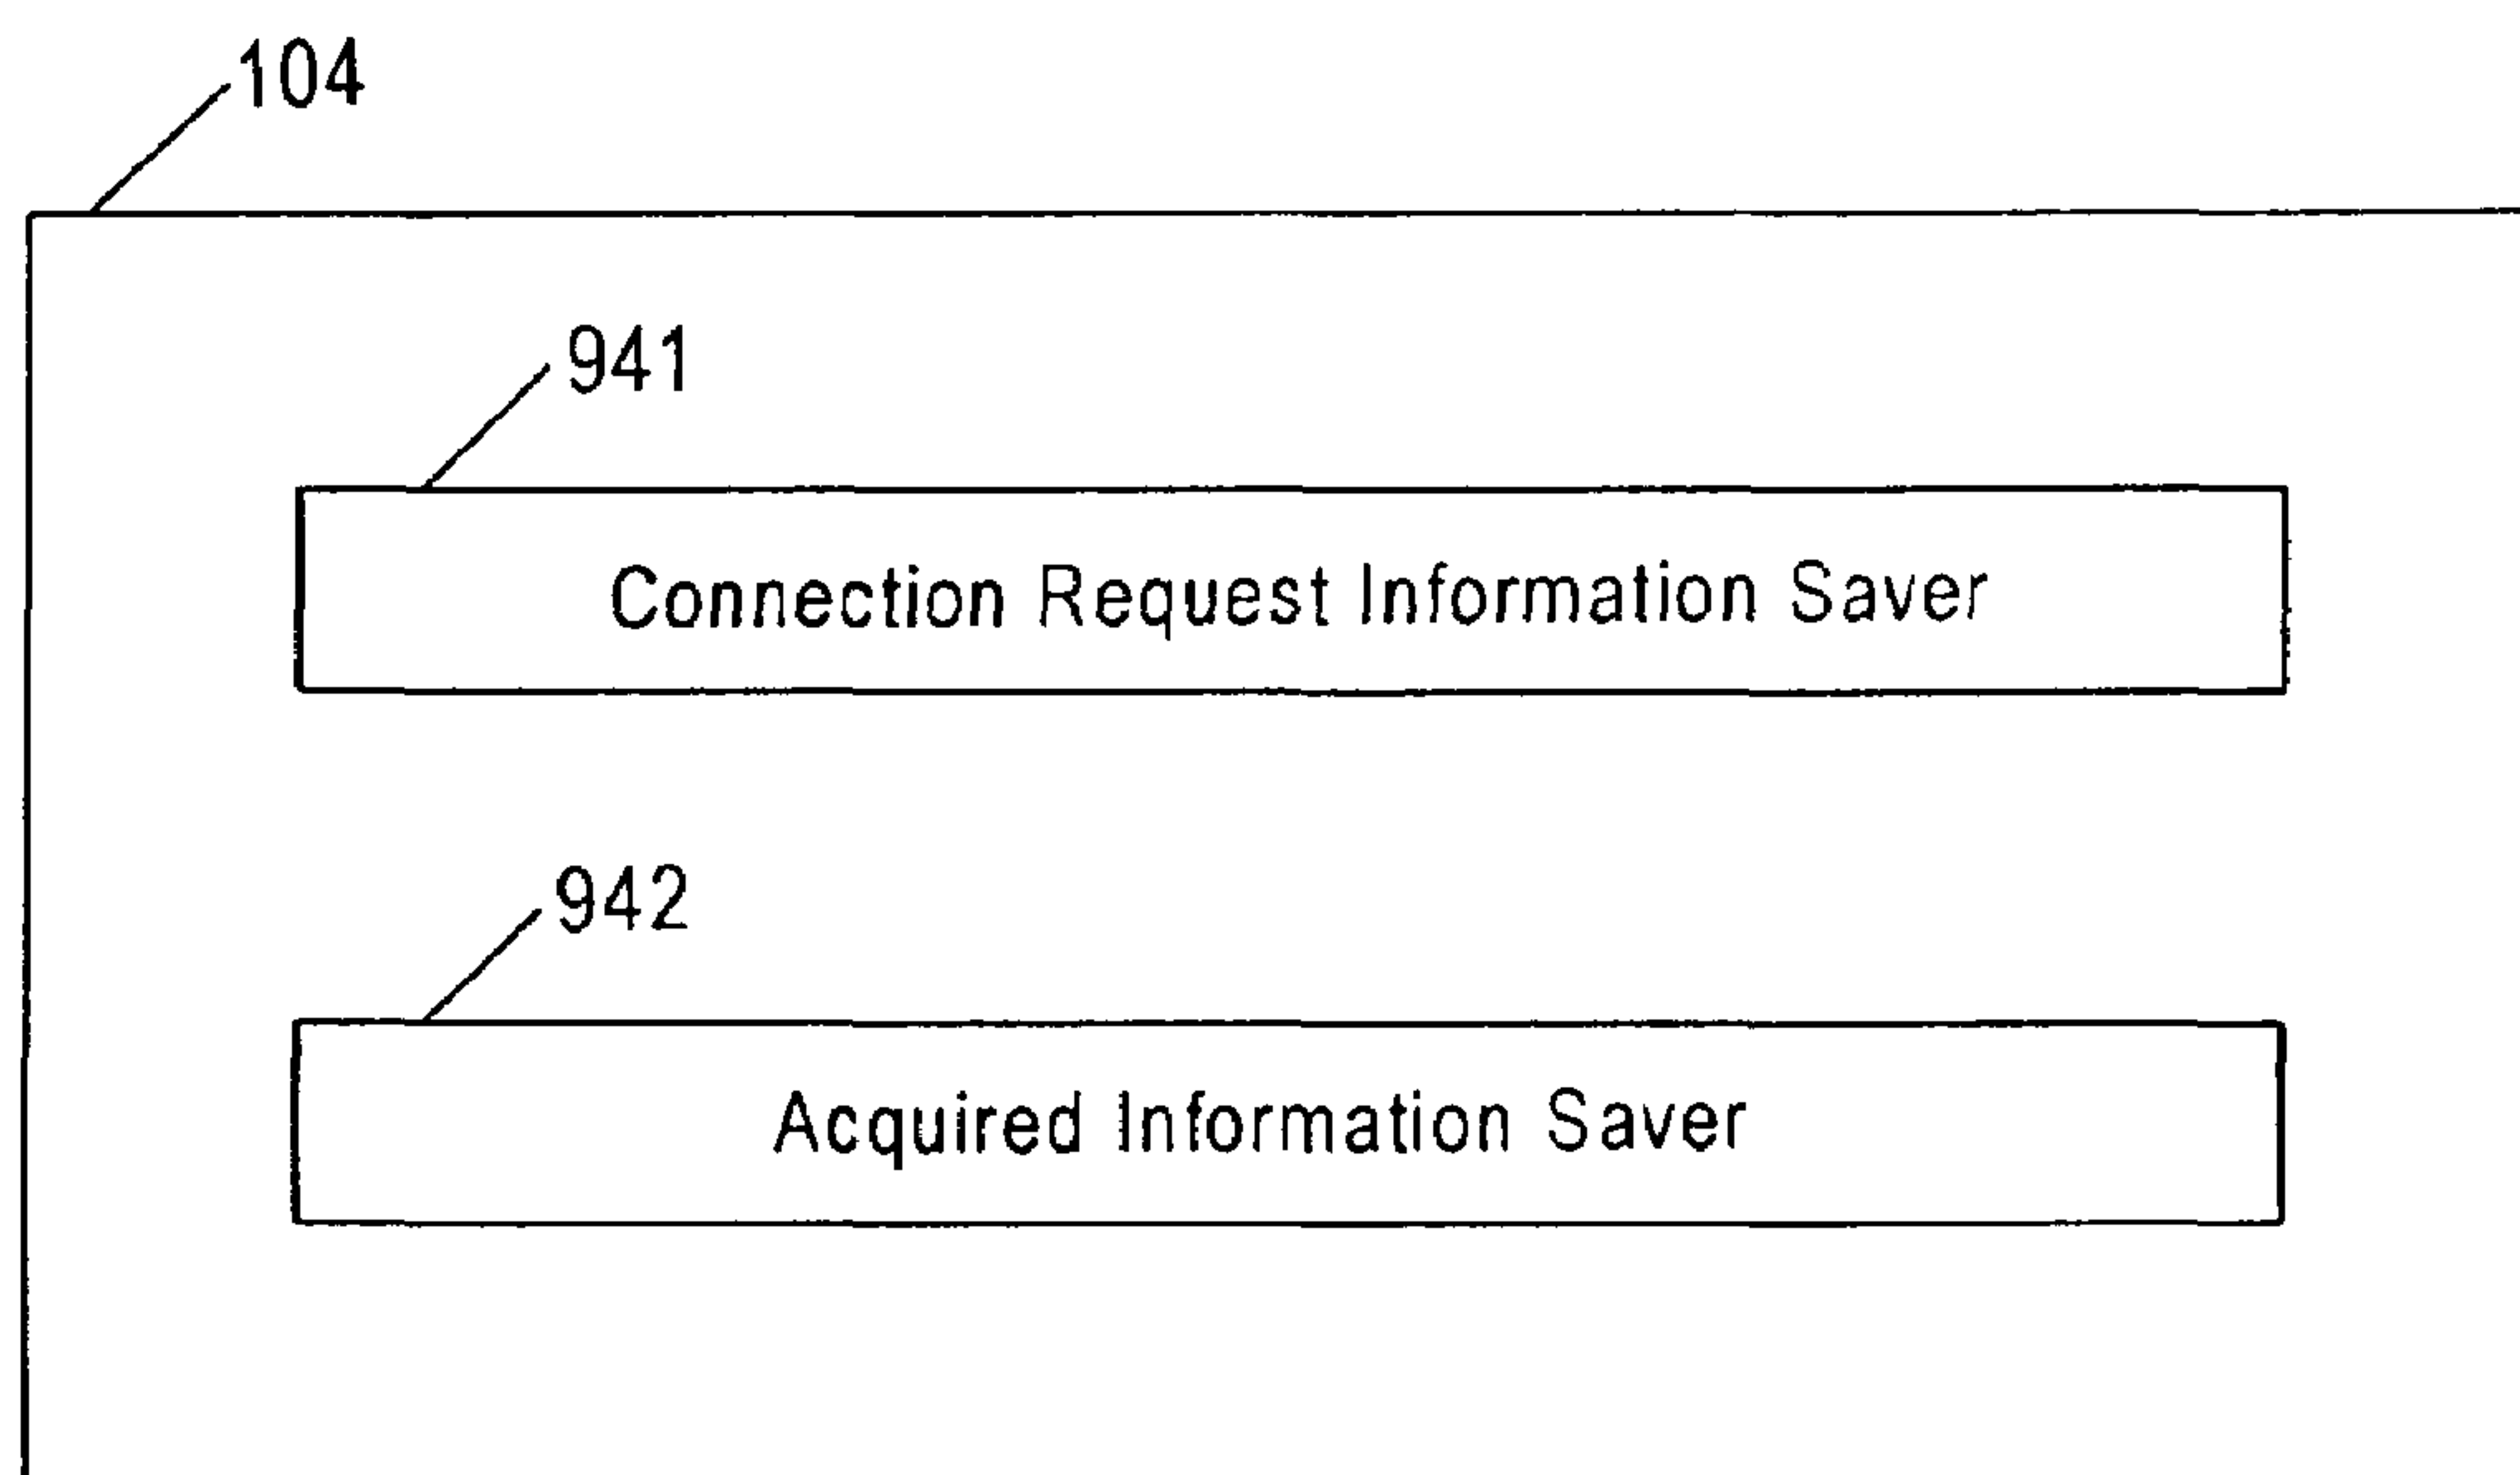 104
941
Connection Request Information Saver
942
Acquired Information Saver